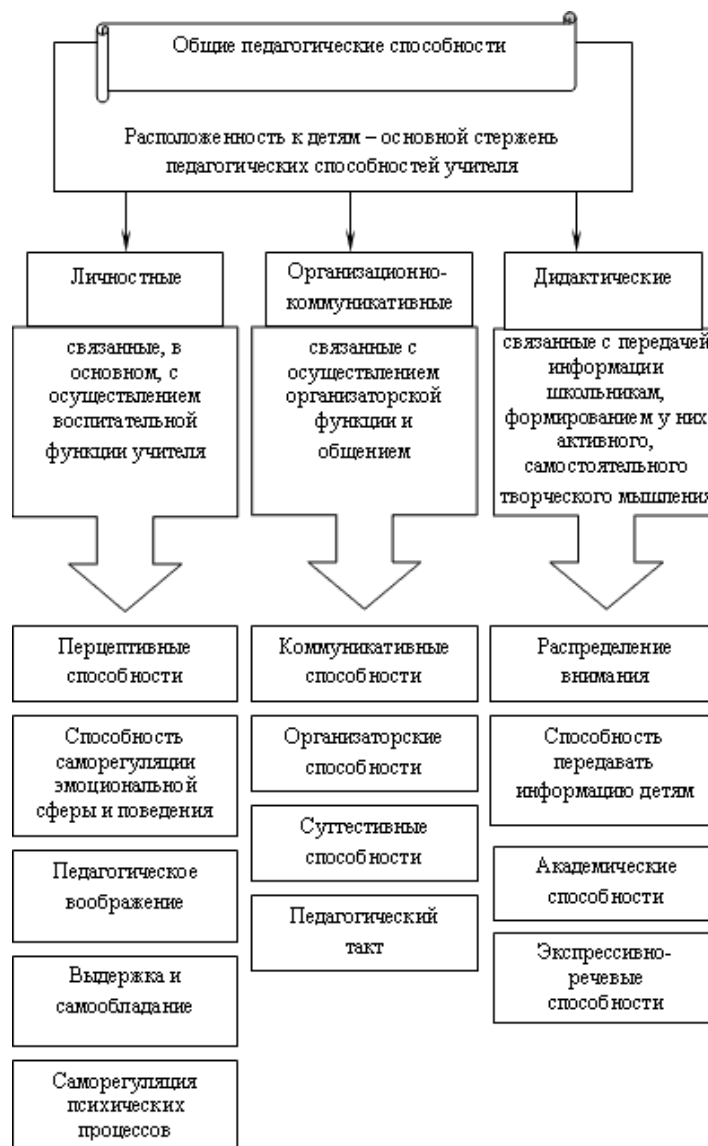 Общие педагогические способности
Расположенность к детям – основной стержень
педагогических способностей учителя
Личностные
связанные, в
основном, с
осуществлением
воспитательной
функции учителя
Перцептивные
способности
Способность
саморегуляции
эмоциональной
сферы и поведения
Педагогическое
воображение
Выдержка и
самообладание
Саморегуляция
психических
процессов
Организационно-
коммуникативные
связанные с
осуществлением
организаторской
функции и
общением
Коммуникативные
способности
Организаторские
способности
Суггестивные
способности
Педагогический
такт
Дидактические
связанные с передачей
информации
школьникам,
формированием у них
активного,
самостоятельного
творческого мышления
Распределение
внимания
Способность
передавать
информацию детям
Академические
способности
Экспрессивно-
речевые
способности